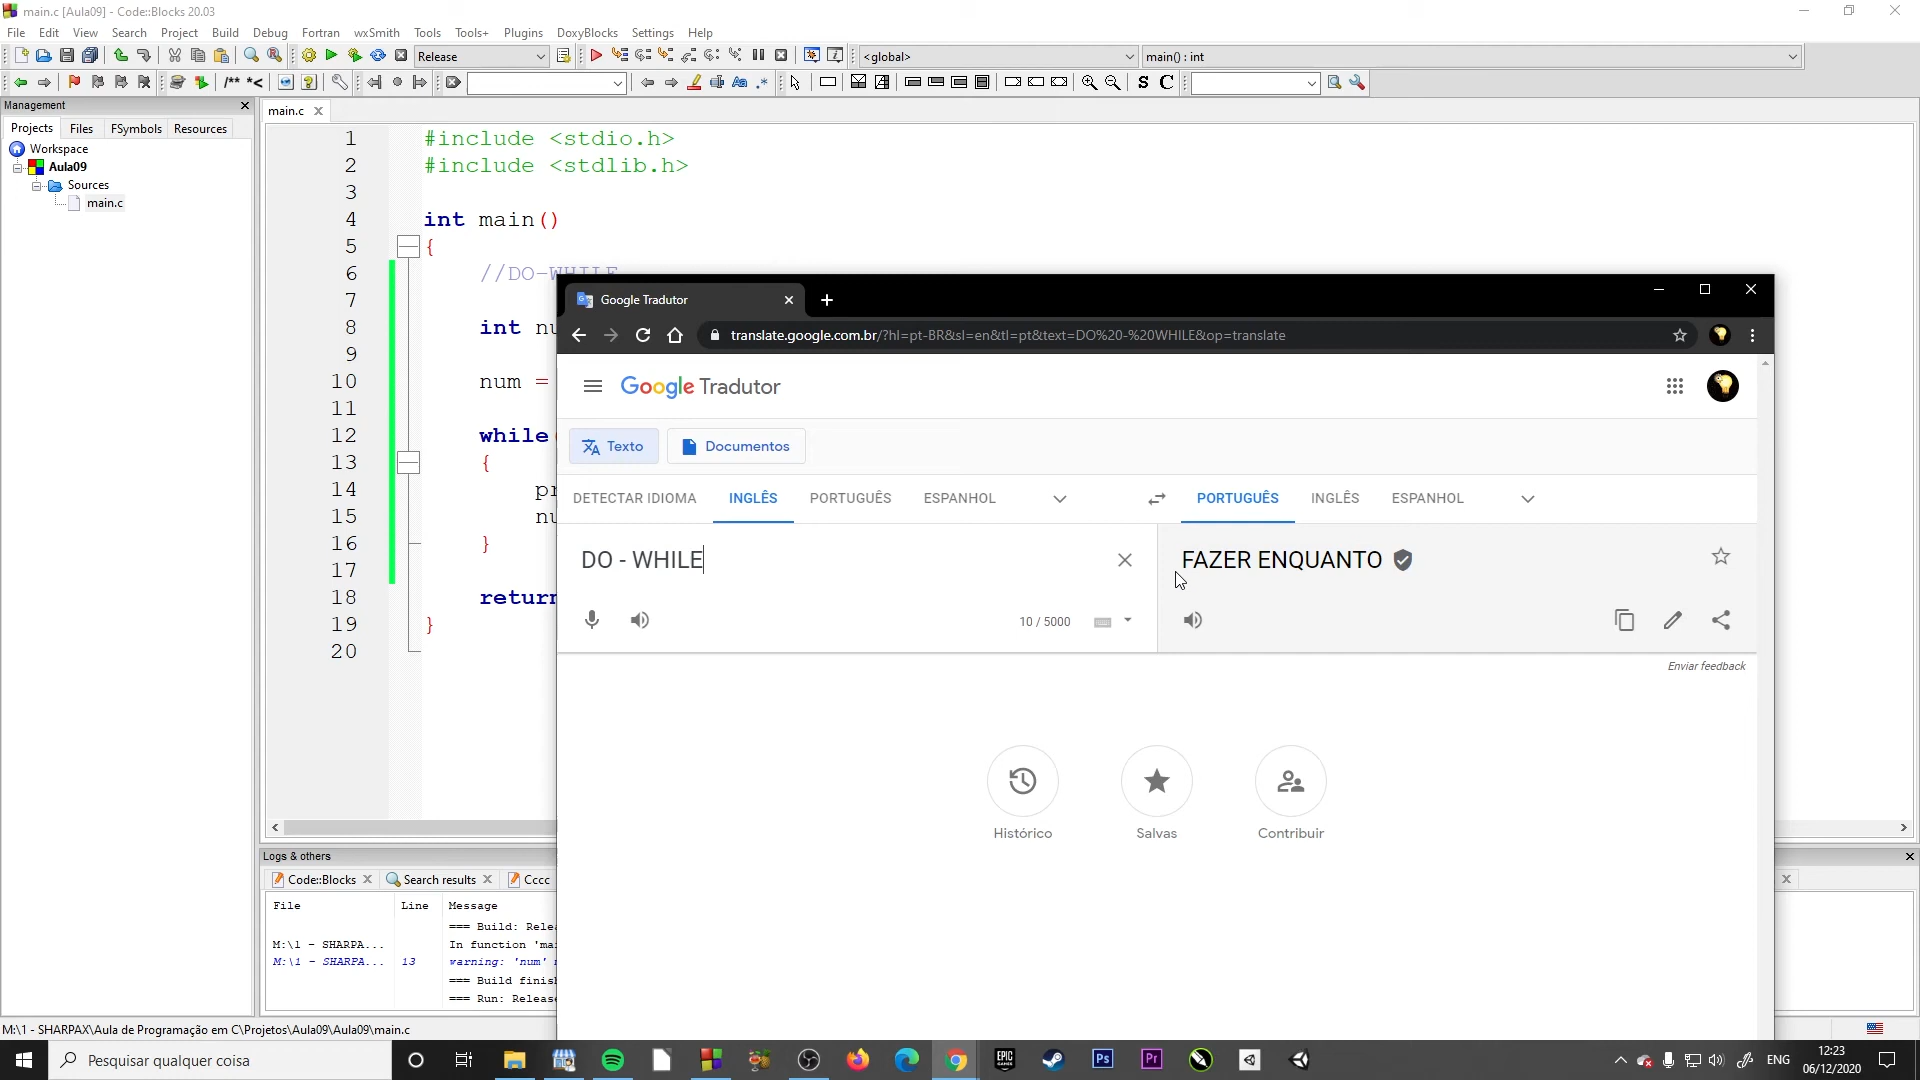 main.c [Aula09] - Code::Blocks 20.03
File Edit View Search Project Build Debug Fortran wxSmith Tools Tools+ Plugins DoxyBlocks Settings Help
Release
<global>
main() : int
/** *<
S C
Management
Projects Files FSymbols Resources
Workspace
Aula09
Sources
main.c
main.c
1 #include <stdio.h>
2 #include <stdlib.h>
3
4 int main()
5 {
6 //DO-WHILE
7
8 int nu
9
10 num =
11
12 while
13 {
14 pr
15 nu
16 }
17
18 return
19 }
20
Google Tradutor
translate.google.com.br/?hl=pt-BR&sl=en&tl=pt&text=DO%20-%20WHILE&op=translate
Google Tradutor
Texto
Documentos
DETECTAR IDIOMA INGLÊS PORTUGUÊS ESPANHOL
PORTUGUÊS INGLÊS ESPANHOL
DO - WHILE
FAZER ENQUANTO
10 / 5000
Enviar feedback
Histórico
Salvas
Contribuir
Logs & others
Code::Blocks
Search results
Cccc
File Line Message
=== Build: Relea
M:\1 - SHARPA... In function 'mai
M:\1 - SHARPA... 13 warning: 'num'
=== Build finish
=== Run: Release
M:\1 - SHARPAX\Aula de Programação em C\Projetos\Aula09\Aula09\main.c
Pesquisar qualquer coisa
EPIC GAMES
Ps
Pr
ENG
12:23
06/12/2020